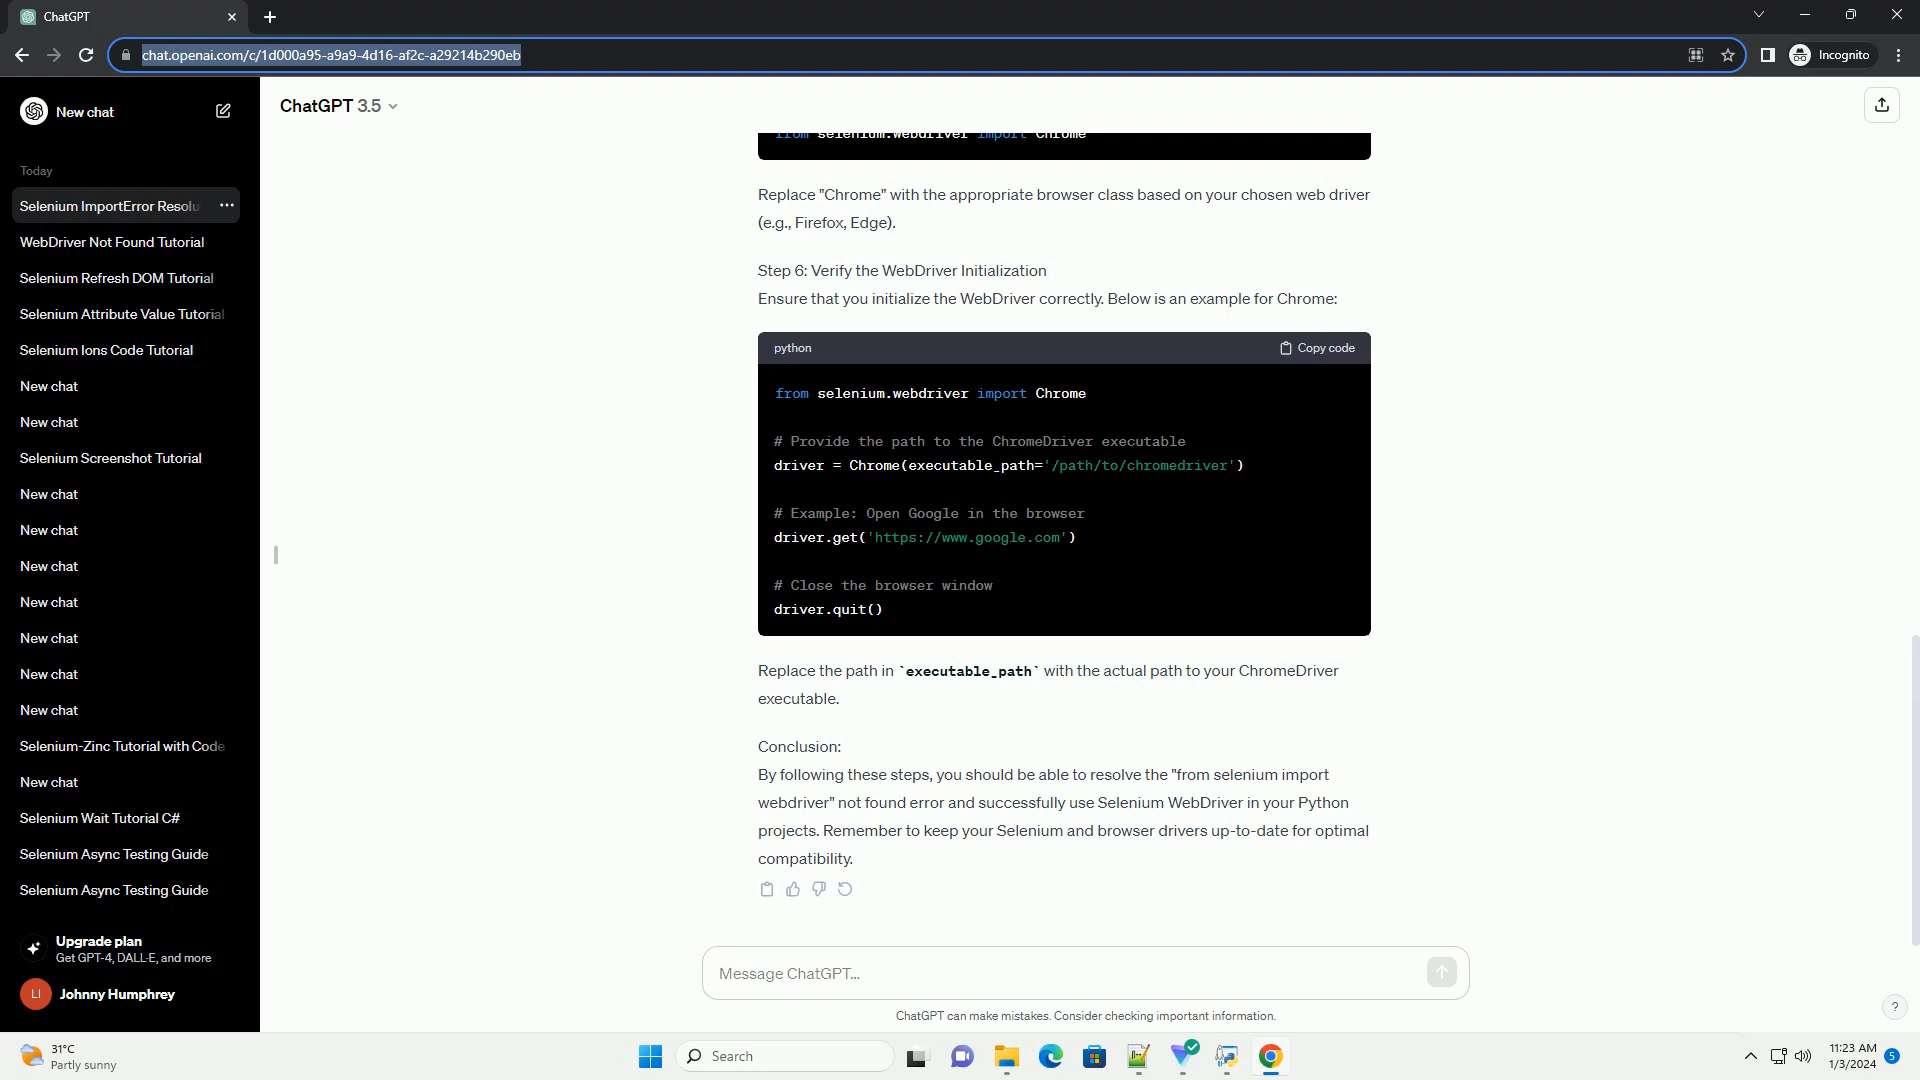 ChatGPT
chat.openai.com/c/1d000a95-a9a9-4d16-af2c-a29214b290eb
Incognito
New chat
Today
Selenium ImportError Resolu
WebDriver Not Found Tutorial
Selenium Refresh DOM Tutorial
Selenium Attribute Value Tutorial
Selenium Ions Code Tutorial
New chat
New chat
Selenium Screenshot Tutorial
New chat
New chat
New chat
New chat
New chat
New chat
New chat
Selenium-Zinc Tutorial with Code
New chat
Selenium Wait Tutorial C#
Selenium Async Testing Guide
Selenium Async Testing Guide
Upgrade plan
Get GPT-4, DALL·E, and more
LI
Johnny Humphrey
ChatGPT 3.5
from selenium.webdriver import Chrome
Replace "Chrome" with the appropriate browser class based on your chosen web driver
(e.g., Firefox, Edge).
Step 6: Verify the WebDriver Initialization
Ensure that you initialize the WebDriver correctly. Below is an example for Chrome:
python
Copy code
from selenium.webdriver import Chrome
# Provide the path to the ChromeDriver executable
driver = Chrome(executable_path='/path/to/chromedriver')
# Example: Open Google in the browser
driver.get('https://www.google.com')
# Close the browser window
driver.quit()
Replace the path in `executable_path` with the actual path to your ChromeDriver
executable.
Conclusion:
By following these steps, you should be able to resolve the "from selenium import
webdriver" not found error and successfully use Selenium WebDriver in your Python
projects. Remember to keep your Selenium and browser drivers up-to-date for optimal
compatibility.
Message ChatGPT...
ChatGPT can make mistakes. Consider checking important information.
?
31°C
Partly sunny
Search
11:23 AM
1/3/2024
5